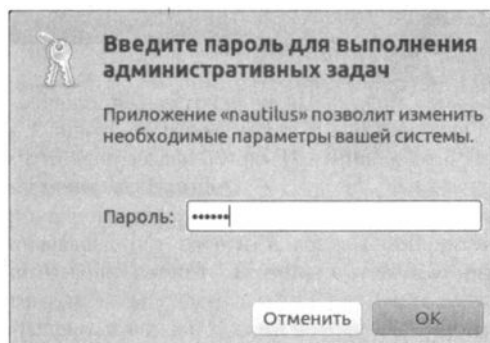 Введите пароль для выполнения
административных задач
Приложение «nautilus» позволит изменить
необходимые параметры вашей системы.
Пароль: ••••••
Отменить
OK